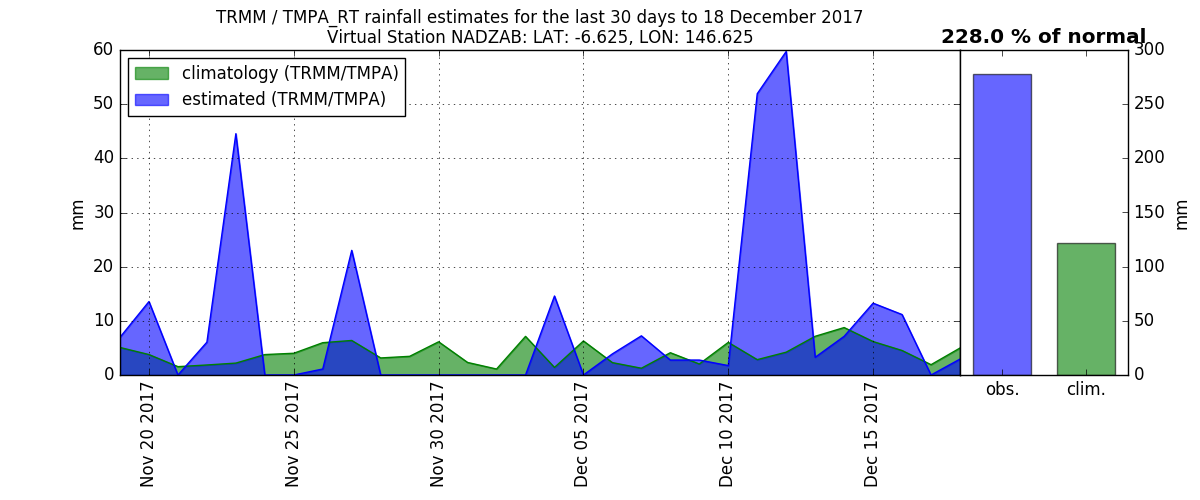 TRMM / TMPA_RT rainfall estimates for the last 30 days to 18 December 2017
Virtual Station NADZAB: LAT: -6.625, LON: 146.625
228.0 % of normal
climatology (TRMM/TMPA)
estimated (TRMM/TMPA)
mm
60
50
40
30
20
10
0
Nov 20 2017
Nov 25 2017
Nov 30 2017
Dec 05 2017
Dec 10 2017
Dec 15 2017
obs.
clim.
300
250
200
150
100
50
0
mm